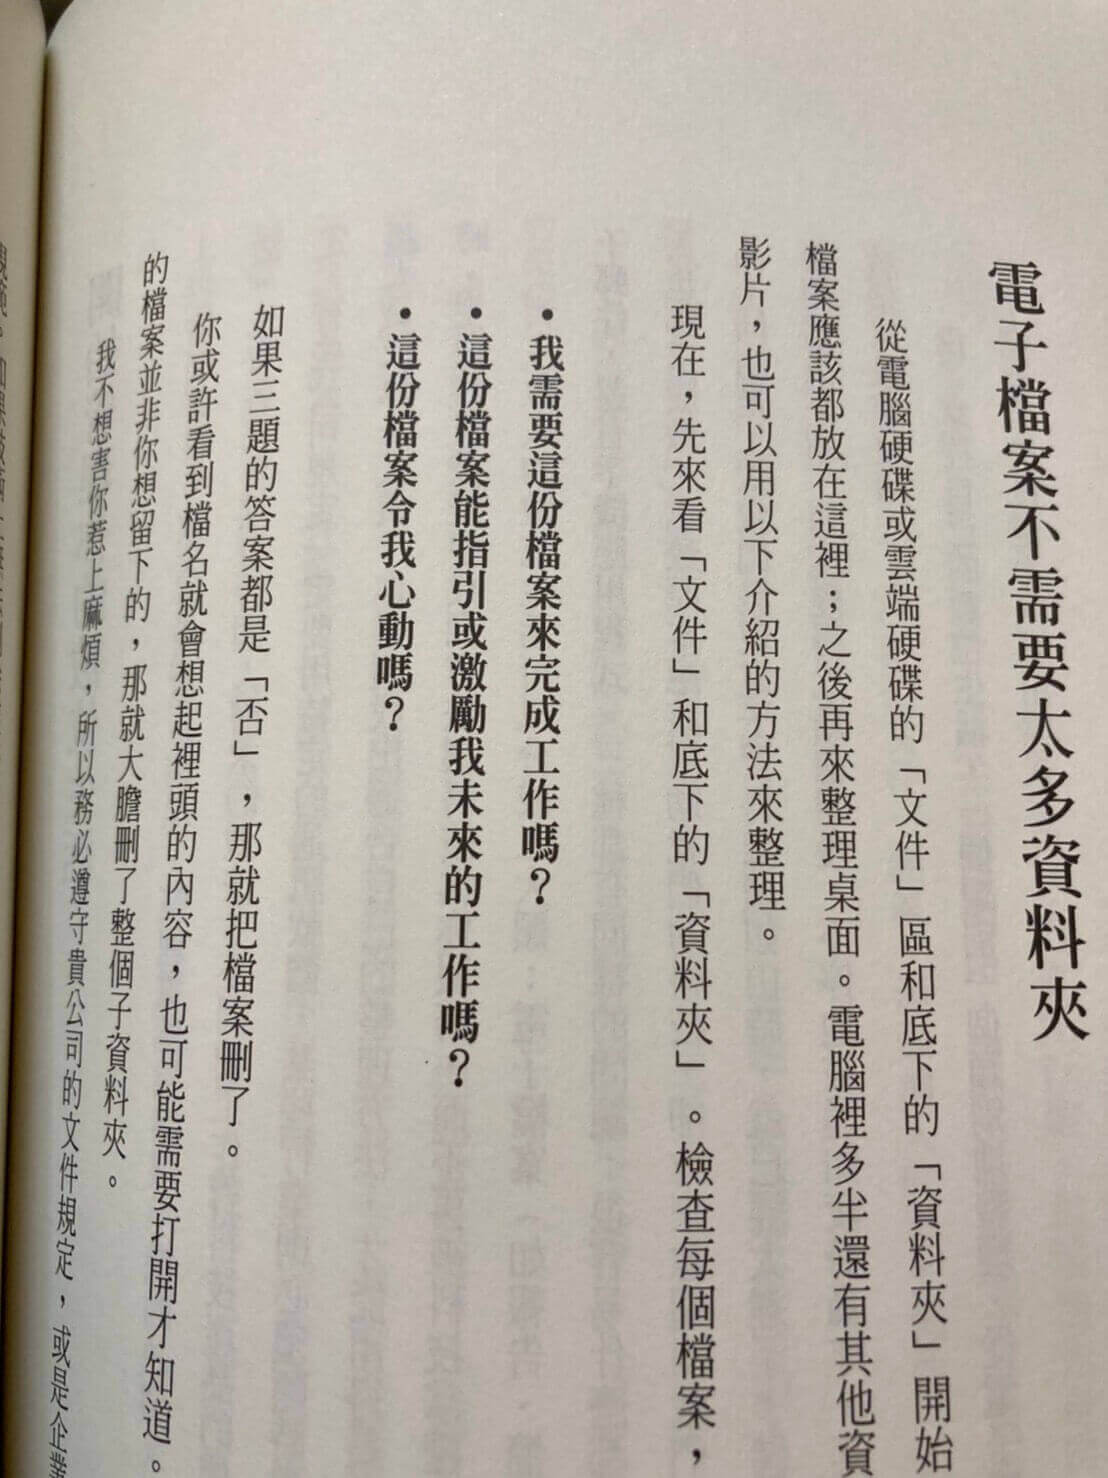 電子檔案不需要太多資料夾
從電腦硬碟或雲端硬碟的「文件」區和底下的「資料夾」開始
檔案應該都放在這裡；之後再來整理桌面。電腦裡多半還有其他資
影片，也可以用以下介紹的方法來整理。
現在，先來看「文件」和底下的「資料夾」。檢查每個檔案，
•我需要這份檔案來完成工作嗎？
•這份檔案能指引或激勵我未來的工作嗎？
•這份檔案令我心動嗎？
如果三題的答案都是「否」，那就把檔案刪了。
你或許看到檔名就會想起裡頭的內容，也可能需要打開才知道。
的檔案並非你想留下的，那就大膽刪了整個子資料夾。
我不想害你惹上麻煩，所以務必遵守貴公司的文件規定，或是企業